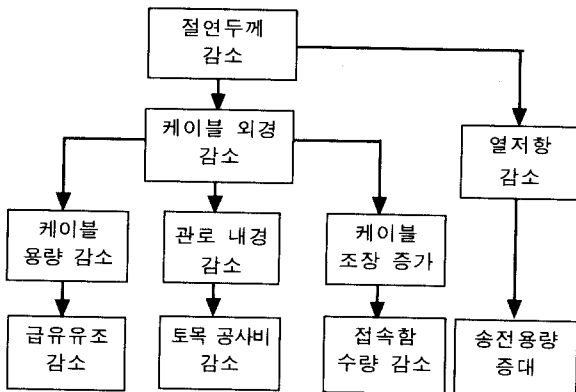 절연두께
감소
케이블 외경
감소
열저항
감소
케이블
용량 감소
관로 내경
감소
케이블
조장 증가
급유유조
감소
토목 공사비
감소
접속함
수량 감소
송전용량
증대